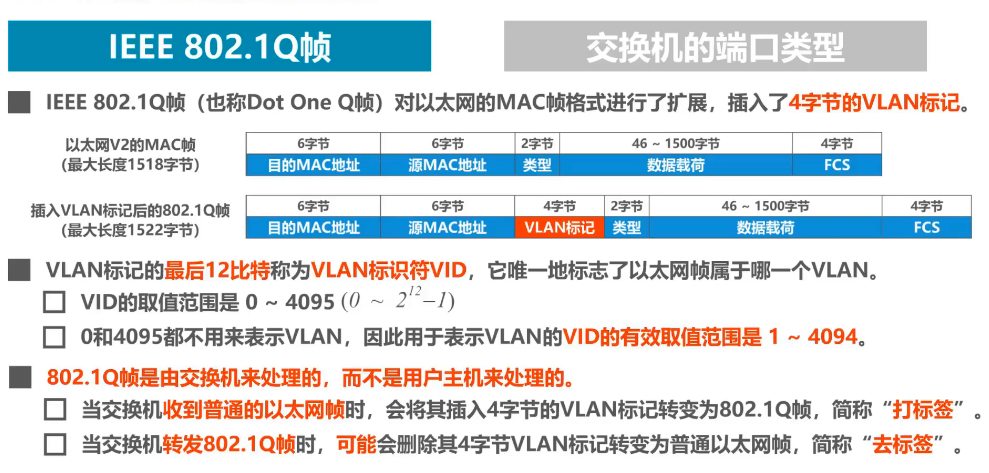 IEEE 802.1Q帧
交换机的端口类型
IEEE 802.1Q帧（也称Dot One Q帧）对以太网的MAC帧格式进行了扩展，插入了4字节的VLAN标记。
以太网V2的MAC帧
（最大长度1518字节）
6字节 6字节 2字节 46 ~ 1500字节 4字节
目的MAC地址 源MAC地址 类型 数据载荷 FCS
插入VLAN标记后的802.1Q帧
（最大长度1522字节）
6字节 6字节 4字节 2字节 46 ~ 1500字节 4字节
目的MAC地址 源MAC地址 VLAN标记 类型 数据载荷 FCS
VLAN标记的最后12比特称为VLAN标识符VID，它唯一地标志了以太网帧属于哪一个VLAN。
VID的取值范围是 0 ~ 4095 (0 ~ 2^12–1)
0和4095都不用来表示VLAN，因此用于表示VLAN的VID的有效取值范围是 1 ~ 4094。
802.1Q帧是由交换机来处理的，而不是用户主机来处理的。
当交换机收到普通的以太网帧时，会将其插入4字节的VLAN标记转变为802.1Q帧，简称“打标签”。
当交换机转发802.1Q帧时，可能会删除其4字节VLAN标记转变为普通以太网帧，简称“去标签”。